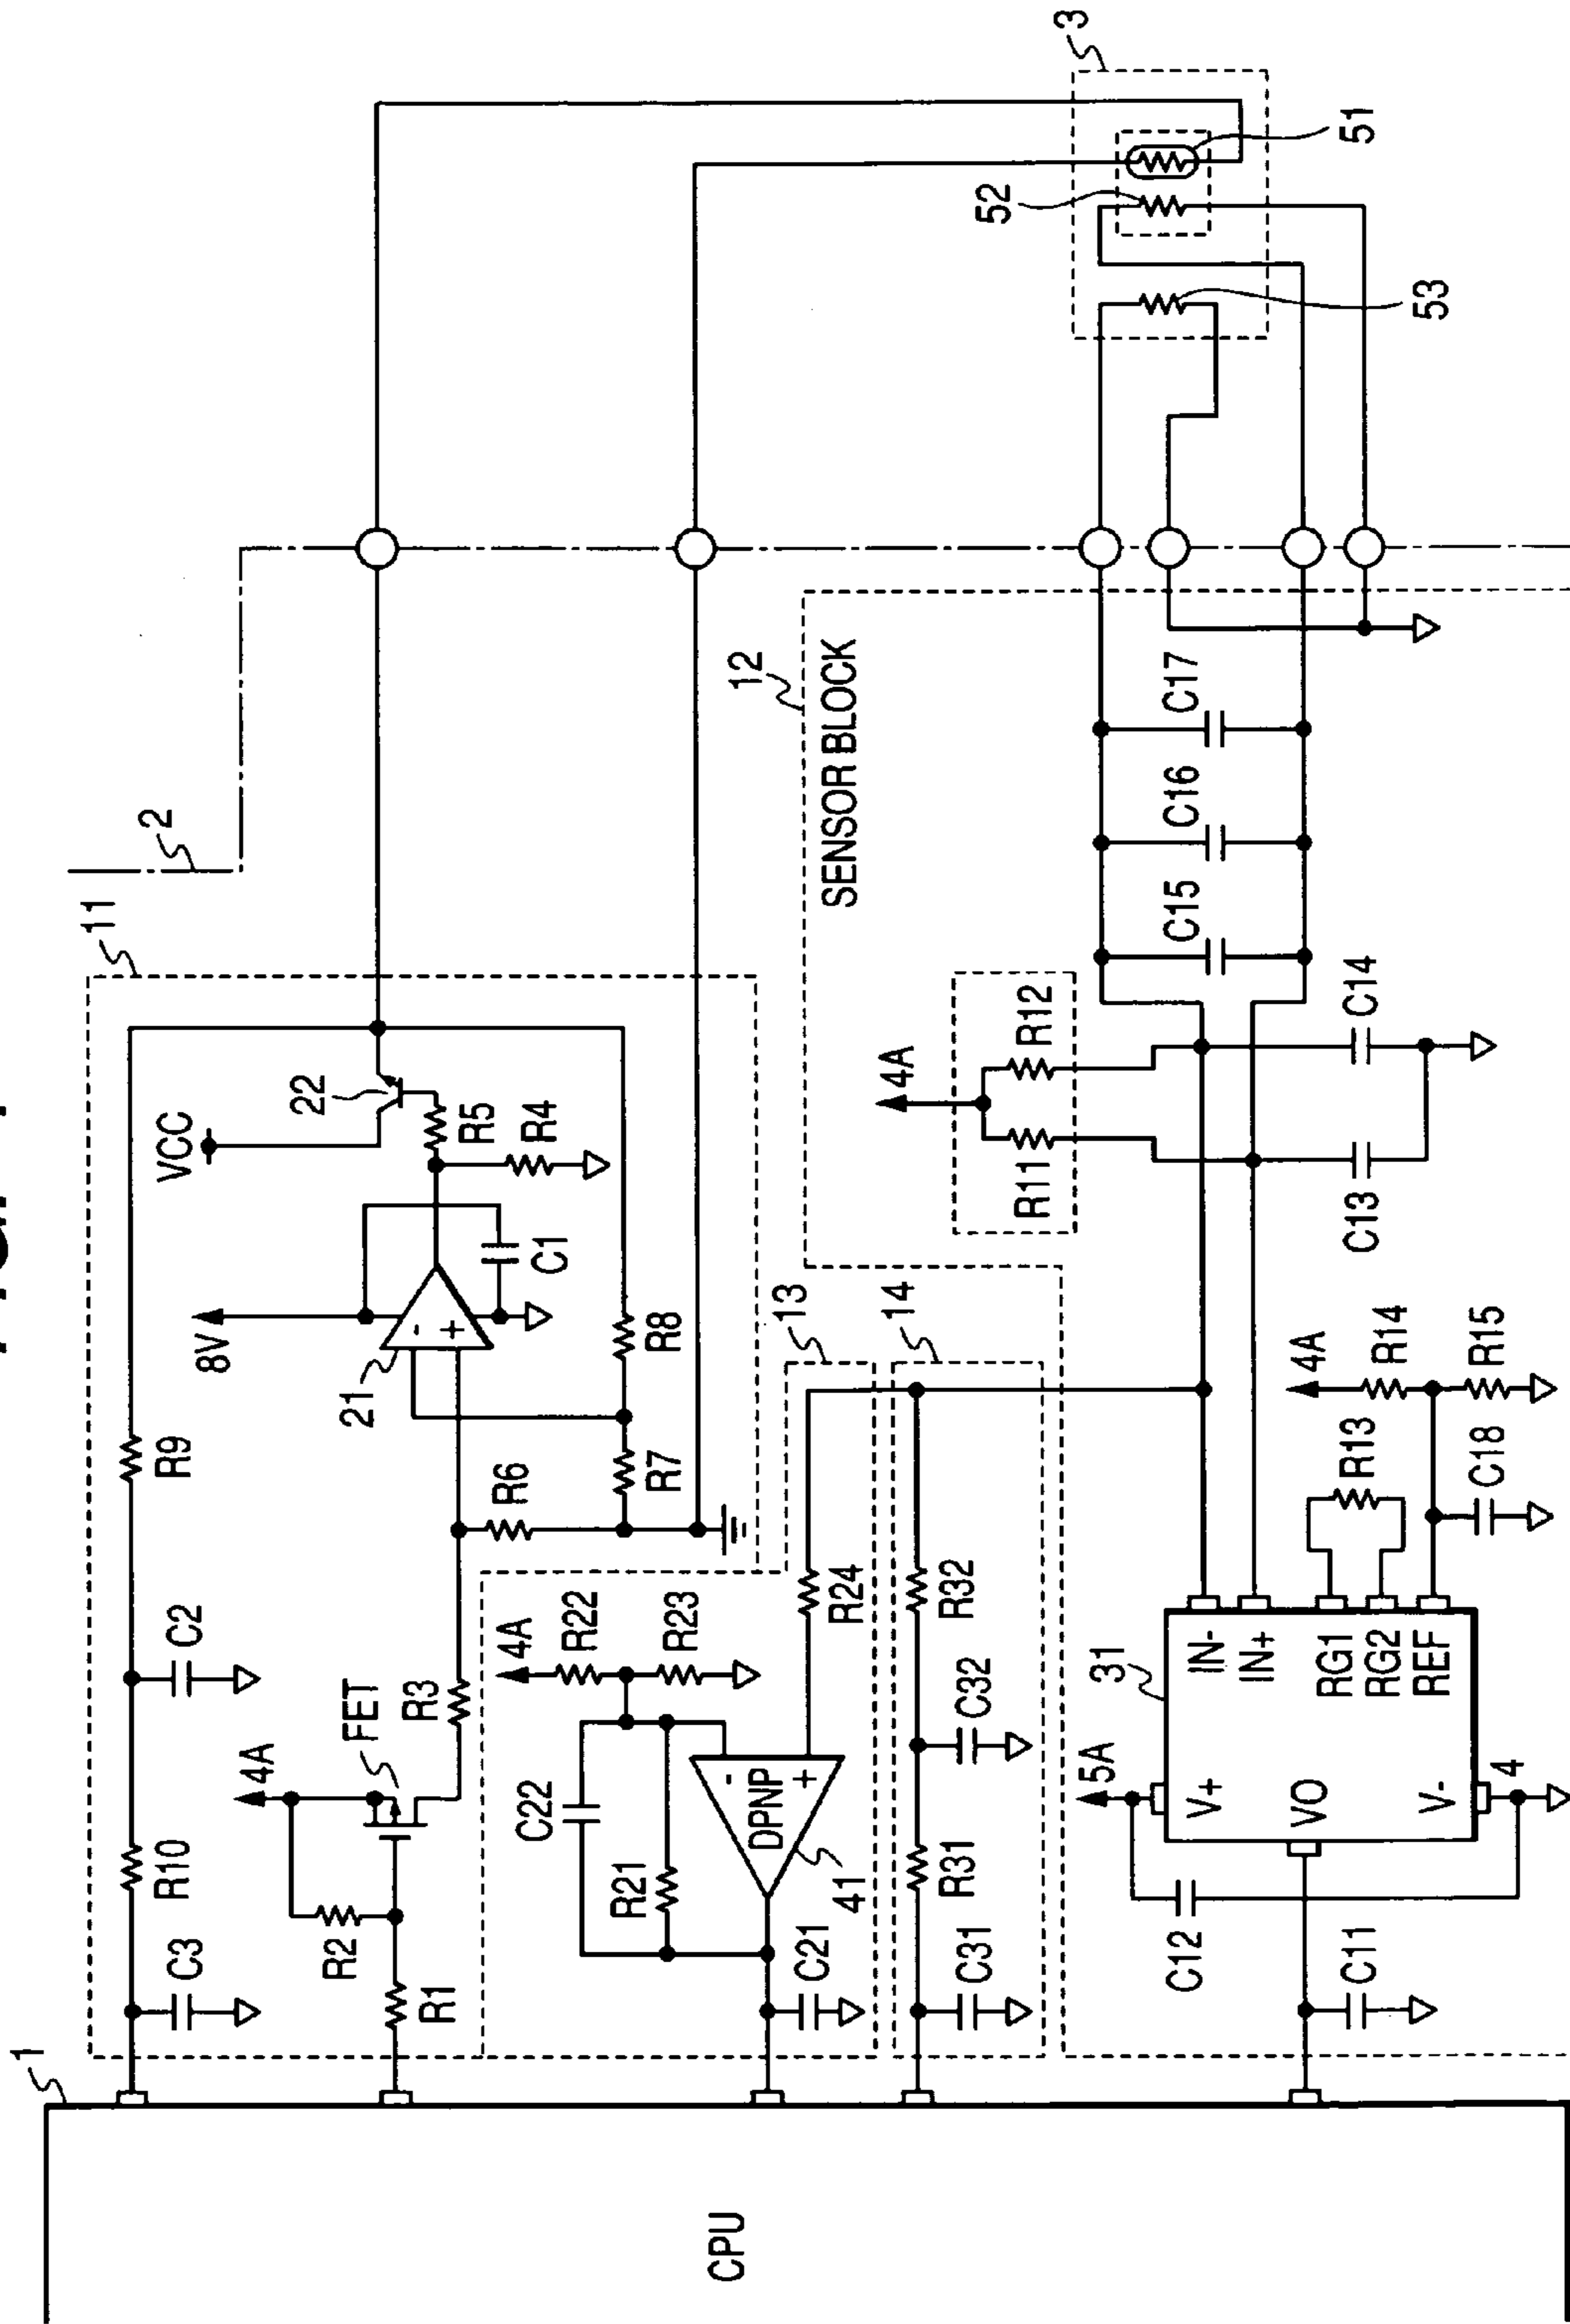 1
CPU
11
2
R10
C3
C2
R9
VCC
22
8V
4A
FET
R2
R1
R3
21
-
+
C1
R5
R4
R6
R7
R8
13
4A
R22
R23
C22
R21
DPNP
-
+
41
C21
R24
14
R31
R32
C31
C32
12
SENSOR BLOCK
4A
R11
R12
C13
C14
C15
C16
C17
31
5A
V+
VO
V-
4
IN-
IN+
RG1
RG2
REF
C12
C11
R13
4A
R14
R15
C18
3
51
52
53